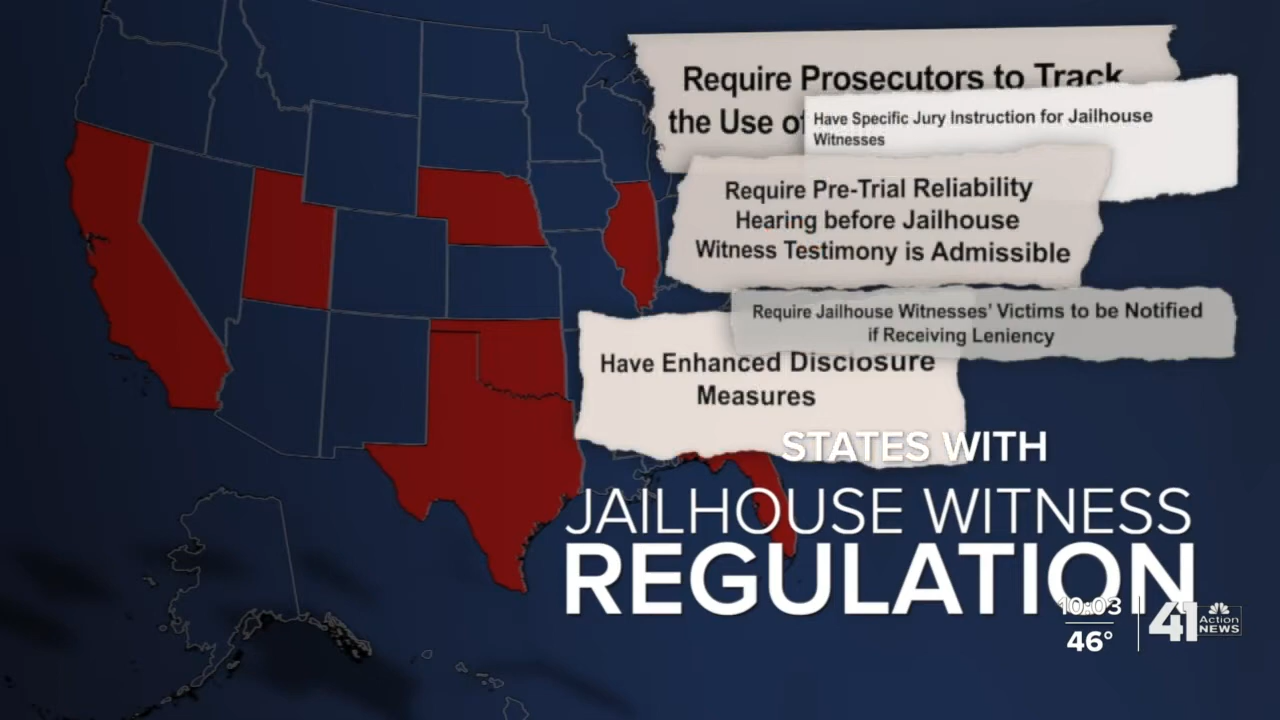 Require Prosecutors to Track
the Use of
Have Specific Jury Instruction for Jailhouse
Witnesses
Require Pre-Trial Reliability
Hearing before Jailhouse
Witness Testimony is Admissible
Require Jailhouse Witnesses' Victims to be Notified
if Receiving Leniency
Have Enhanced Disclosure
Measures
STATES WITH
JAILHOUSE WITNESS
REGULATION
10:03
46°
41 Action
NEWS